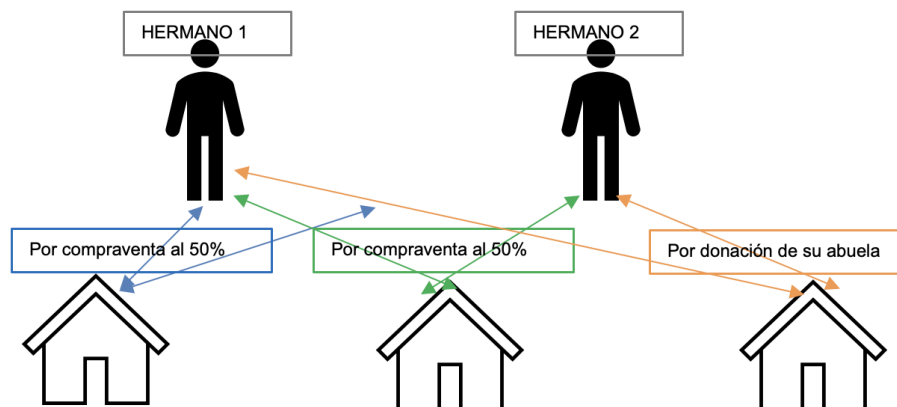 HERMANO 1
HERMANO 2
Por compraventa al 50%
Por compraventa al 50%
Por donación de su abuela